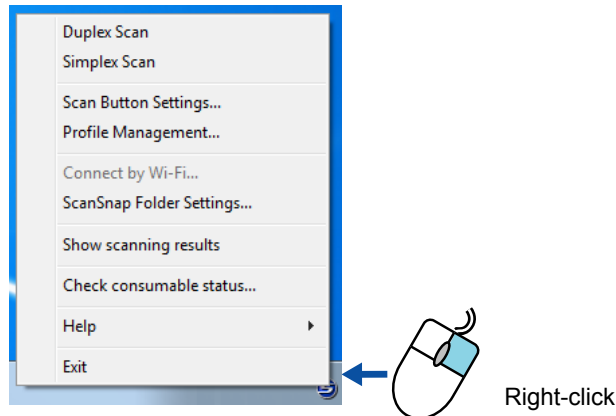 Duplex Scan
Simplex Scan
Scan Button Settings...
Profile Management...
Connect by Wi-Fi...
ScanSnap Folder Settings...
Show scanning results
Check consumable status...
Help
Exit
Right-click